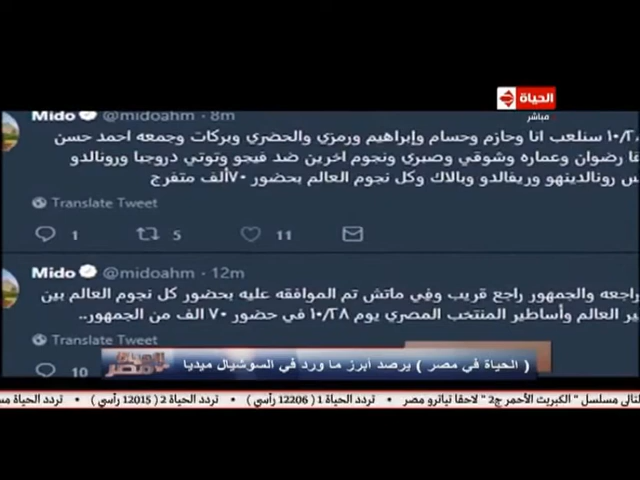 الحياة
مباشر
Mido @midoahm · 8m
١٠/٢٨ سنلعب انا وحازم وحسام وإبراهيم ورمزي والحضري وبركات وجمعه احمد حسن
رضوان وعماره وشوقي وصبري ونجوم اخرين ضد فيجو وتوتي دروجبا ورونالدو
رونالدينهو وريفالدو وبالاك وكل نجوم العالم بحضور ٧٠ألف متفرج
Translate Tweet
1 5 11
Mido @midoahm · 12m
راجعه والجمهور راجع قريب وفي ماتش تم الموافقه عليه بحضور كل نجوم العالم بين
العالم وأساطير المنتخب المصري يوم ١٠/٢٨ في حضور ٧٠ الف من الجمهور..
Translate Tweet
10
الحياة في مصر
( الحياة في مصر ) يرصد أبرز ما ورد في السوشيال ميديا
مسلسل " الكبريت الأحمر ج2 " لاحقا تياترو مصر • تردد الحياة 1 ( 12206 رأسي ) • تردد الحياة 2 ( 12015 رأسي ) • تردد الحياة